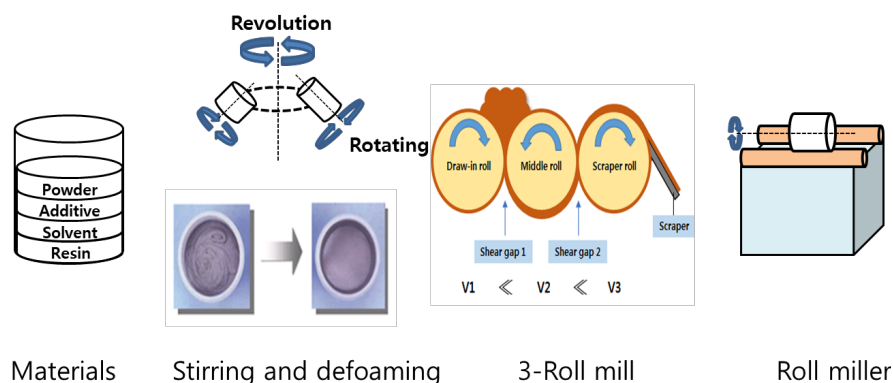 Revolution
Rotating
Powder
Additive
Solvent
Resin
Draw-in roll
Middle roll
Scraper roll
Shear gap 1
Shear gap 2
Scraper
V1 ≪ V2 ≪ V3
Materials
Stirring and defoaming
3-Roll mill
Roll miller